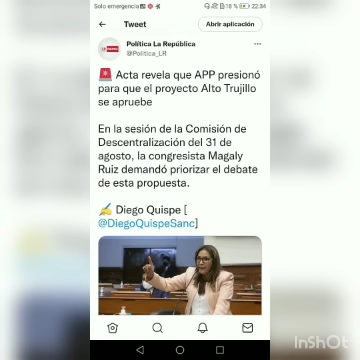 Solo emergencia
18 % 22:34
Tweet
Abrir aplicación
Política La República
@Politica_LR
🚨 Acta revela que APP presionó
para que el proyecto Alto Trujillo
se apruebe
En la sesión de la Comisión de
Descentralización del 31 de
agosto, la congresista Magaly
Ruiz demandó priorizar el debate
de esta propuesta.
✍️ Diego Quispe [
@DiegoQuispeSanc]
InShOt